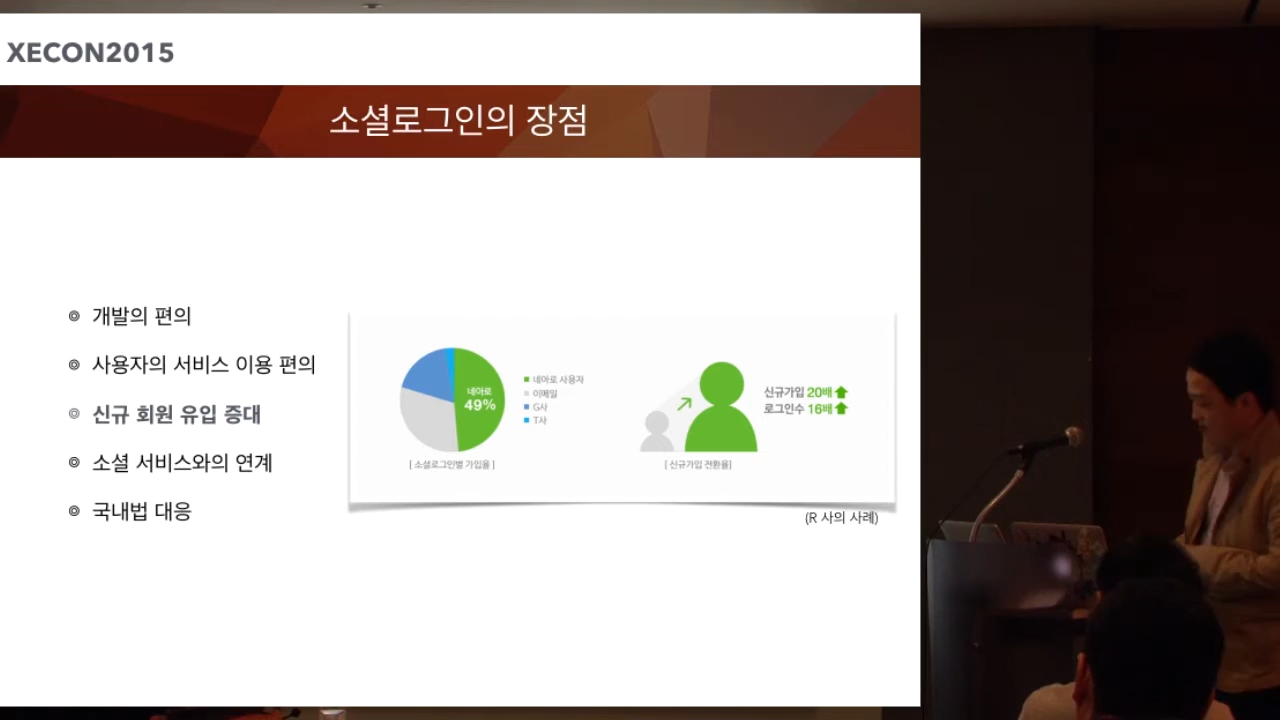 XECON2015
소셜로그인의 장점
개발의 편의
사용자의 서비스 이용 편의
신규 회원 유입 증대
소셜 서비스와의 연계
국내법 대응
네아로
49%
네아로 사용자
이메일
G사
T사
[ 소셜로그인별 가입율 ]
신규가입 20배
로그인수 16배
[ 신규가입 전환율]
(R 사의 사례)